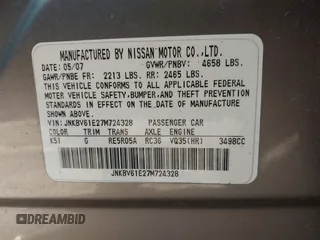 MANUFACTURED BY NISSAN MOTOR CO.,LTD.
DATE: 05/07 GVWR/PNBV: 4658 LBS.
GAWR/PNBE FR: 2213 LBS. RR: 2465 LBS.
THIS VEHICLE CONFORMS TO ALL APPLICABLE FEDERAL
MOTOR VEHICLE SAFETY,BUMPER,AND THEFT PREVENTION
STANDARDS IN EFFECT ON THE DATE OF MANUFACTURE
SHOWN ABOVE.
VIN:JNKBV61E27M724328 PASSENGER CAR
COLOR TRIM TRANS AXLE ENGINE
K51 G RE5R05A RC36 VQ35(HR) 3498CC
JNKBV61E27M724328
DREAMBID